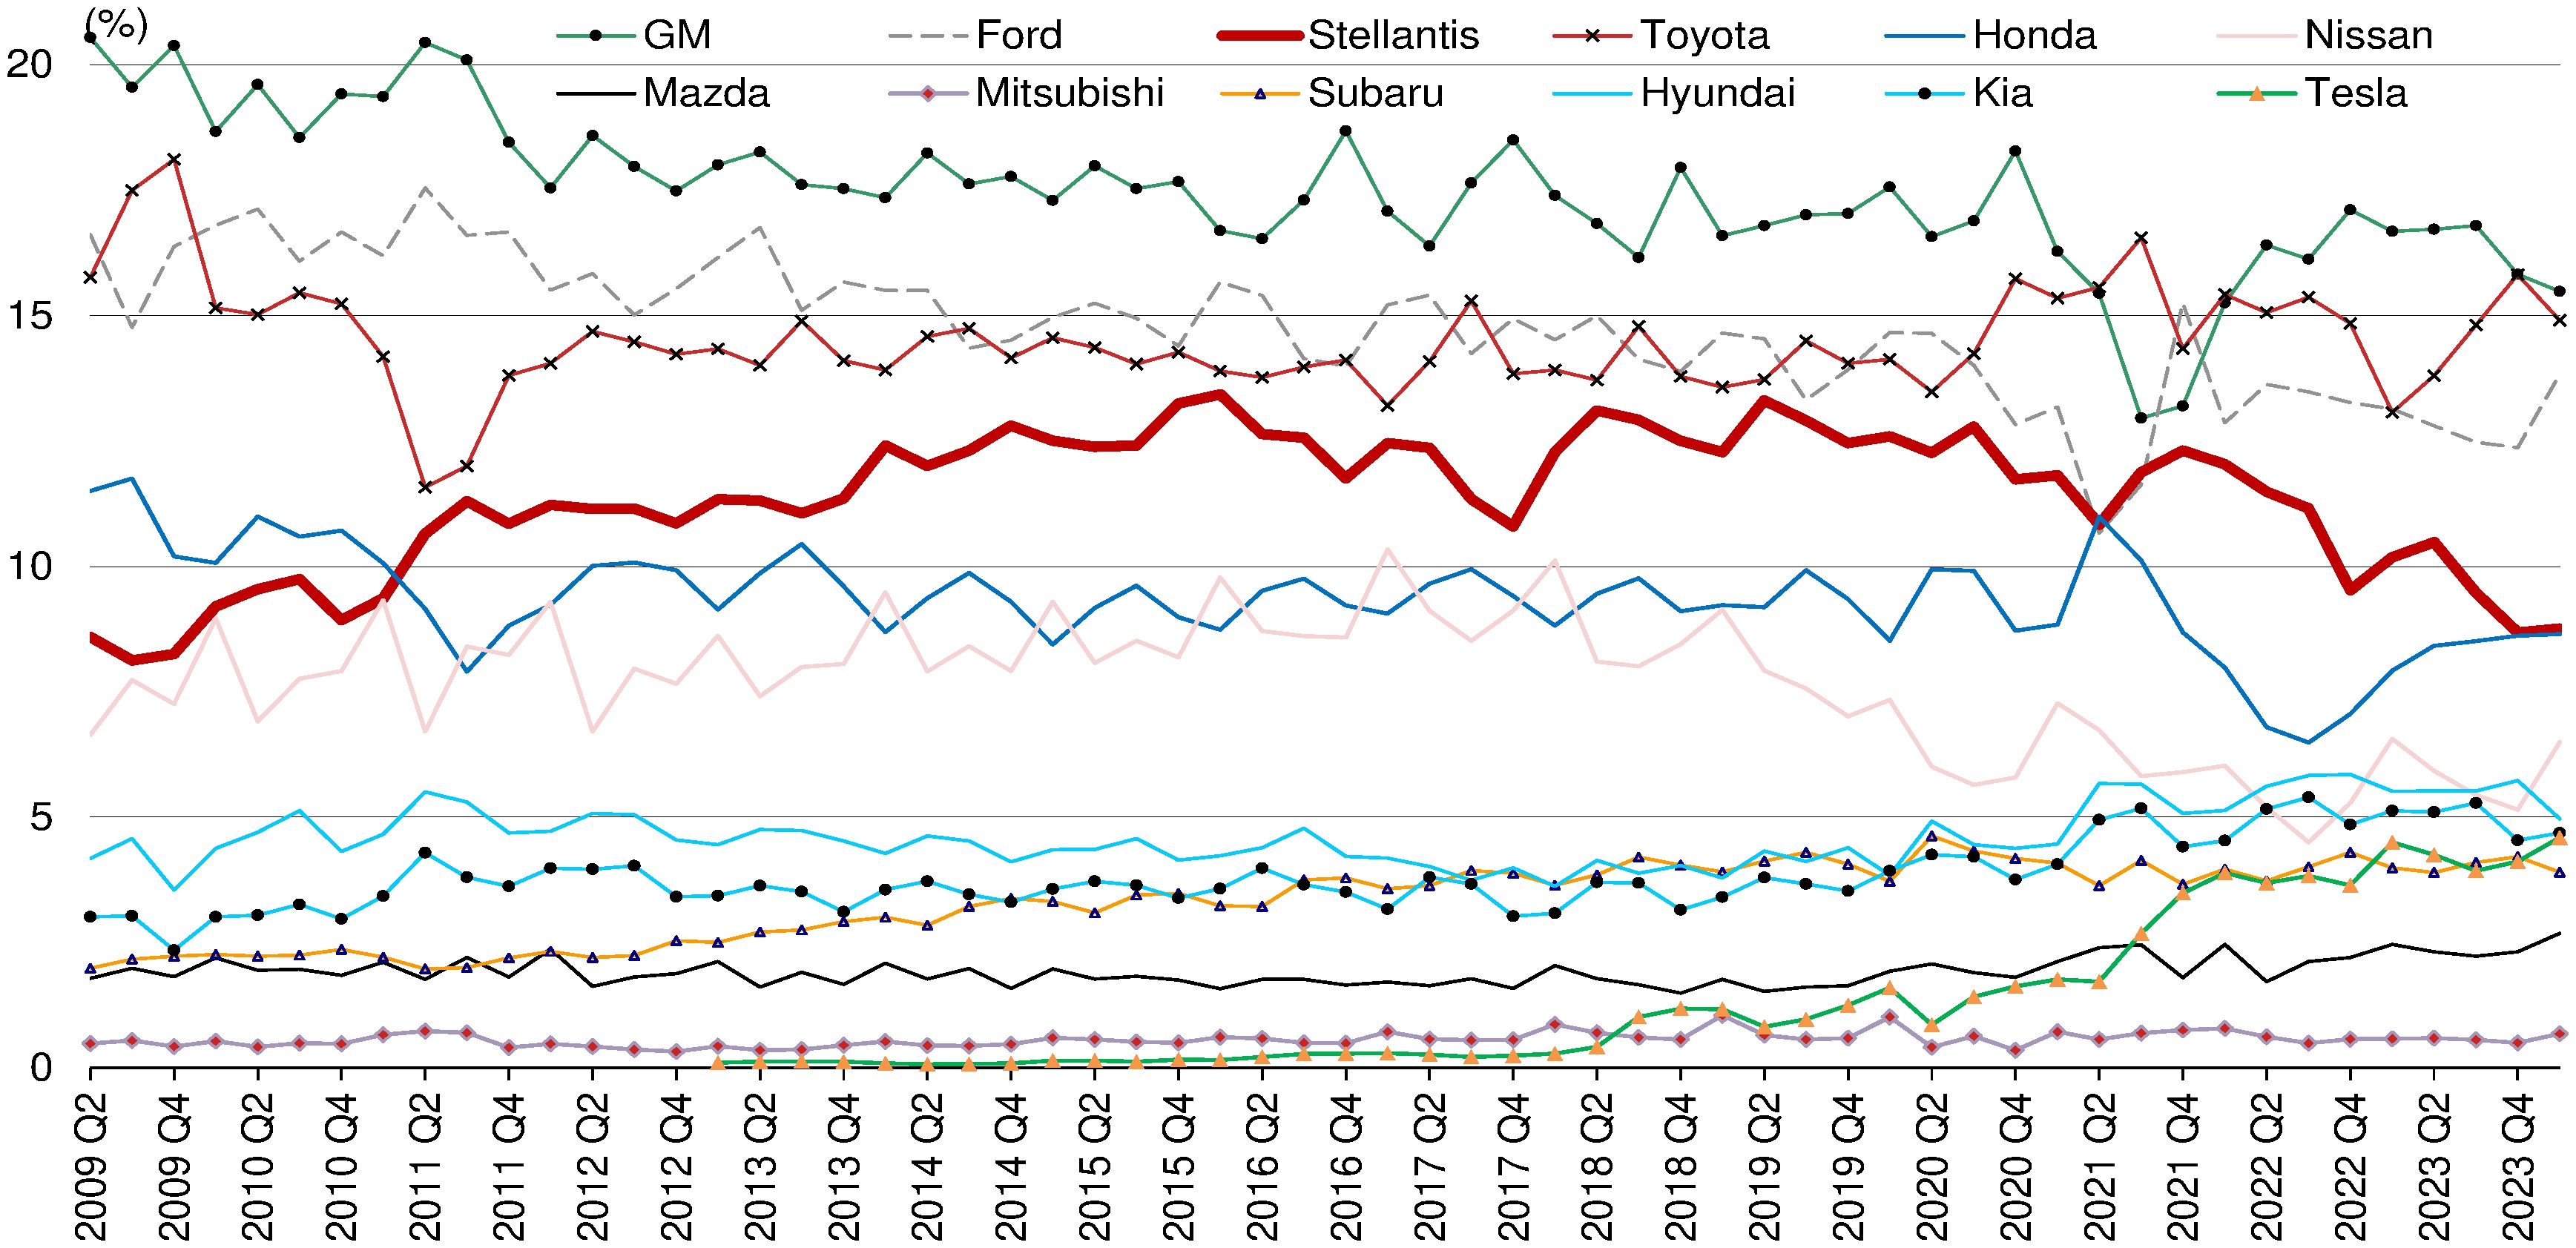 (%)
GM Ford Stellantis Toyota Honda Nissan
Mazda Mitsubishi Subaru Hyundai Kia Tesla
20
15
10
5
0
2009 Q2
2009 Q4
2010 Q2
2010 Q4
2011 Q2
2011 Q4
2012 Q2
2012 Q4
2013 Q2
2013 Q4
2014 Q2
2014 Q4
2015 Q2
2015 Q4
2016 Q2
2016 Q4
2017 Q2
2017 Q4
2018 Q2
2018 Q4
2019 Q2
2019 Q4
2020 Q2
2020 Q4
2021 Q2
2021 Q4
2022 Q2
2022 Q4
2023 Q2
2023 Q4